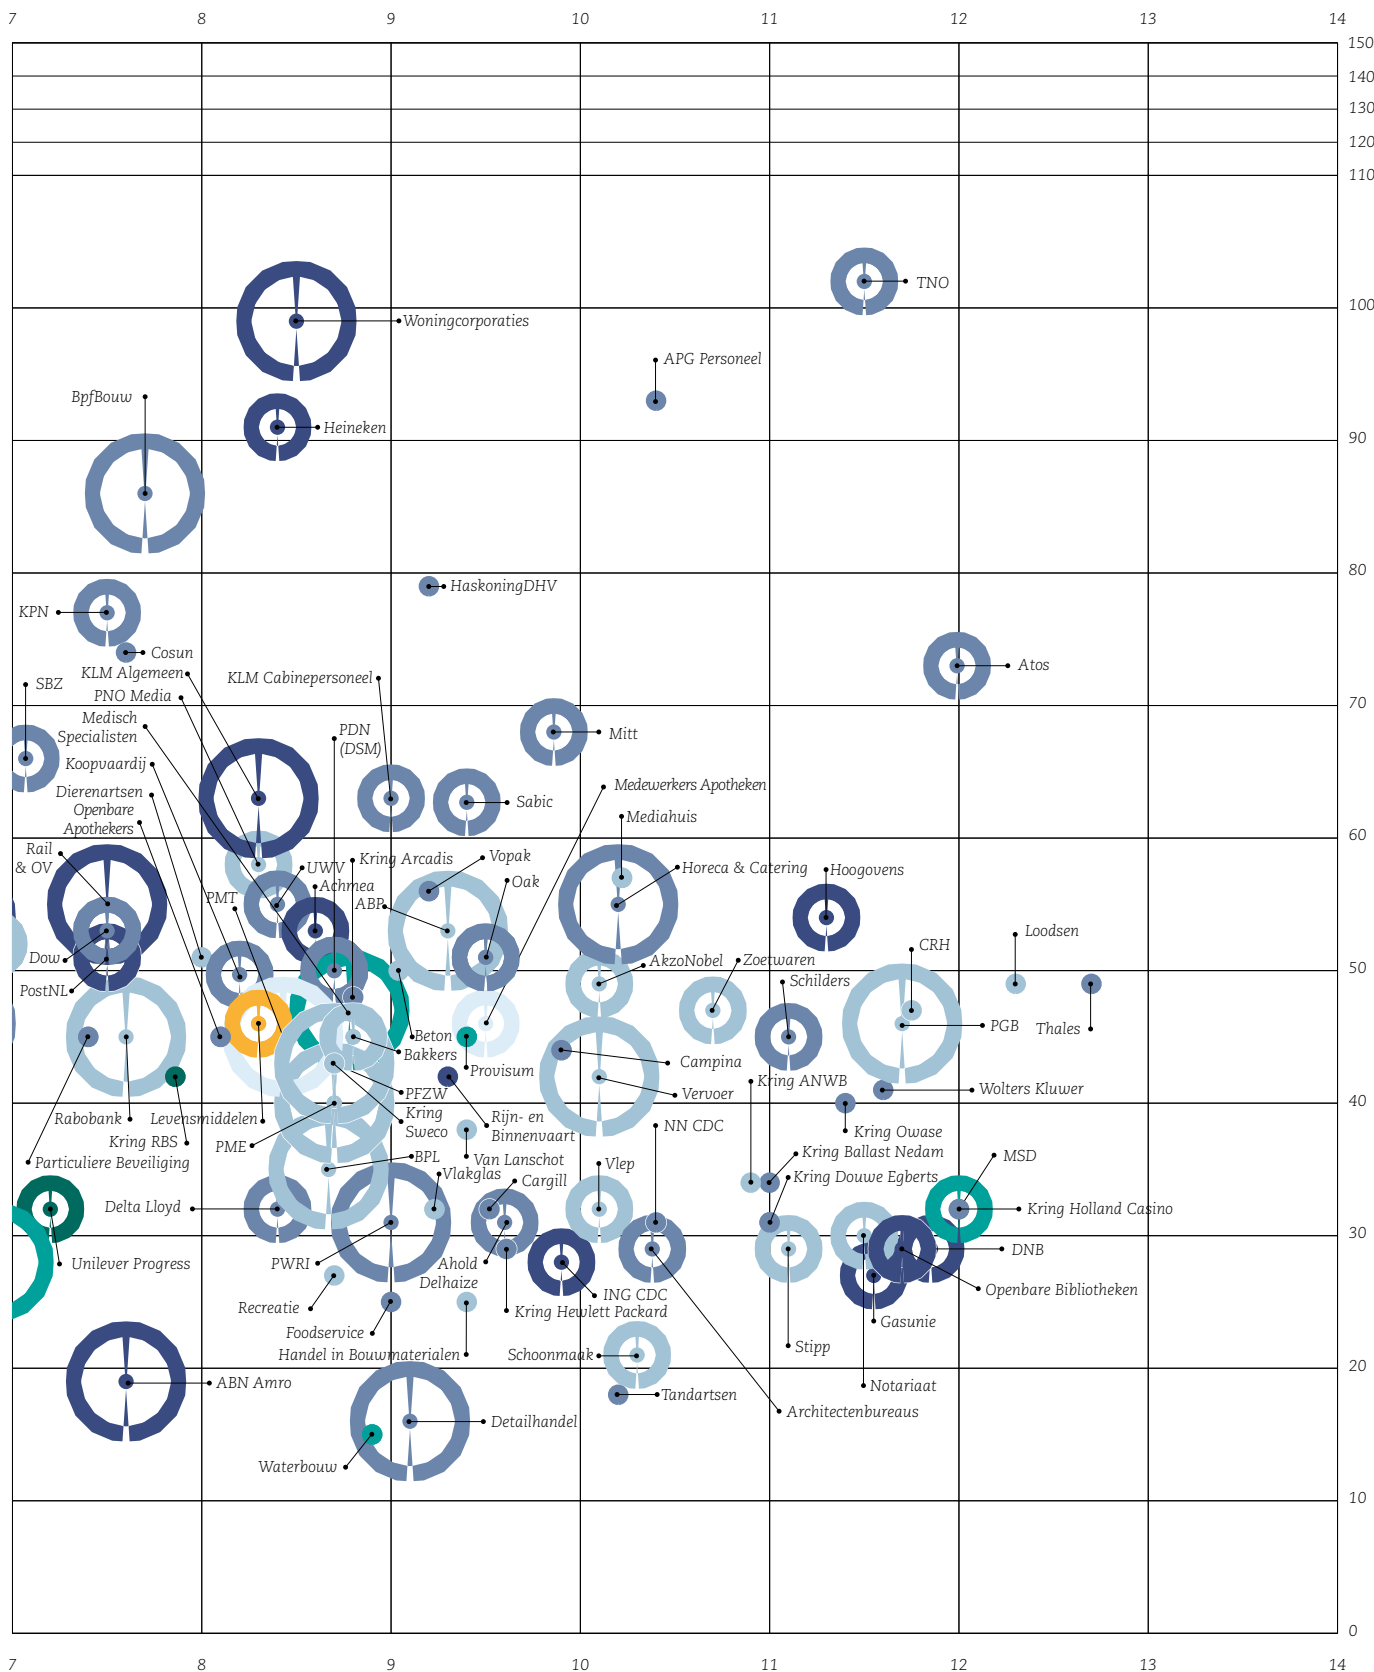 7 8 9 10 11 12 13 14
150
140
130
120
110
TNO
100
Woningcorporaties
APG Personeel
BpfBouw
Heineken
90
80
HaskoningDHV
KPN
Cosun
Atos
KLM Algemeen
KLM Cabinepersoneel
SBZ
PNO Media
70
Medisch
Specialisten
PDN
(DSM)
Mitt
Koopvaardij
Medewerkers Apotheken
Dierenartsen
Sabic
Openbare
Apothekers
Mediahuis
60
Rail
& OV
Kring Arcadis
Vopak
UWV
Horeca & Catering
Hoogovens
Achmea
Oak
PMT
ABP
Loodsen
CRH
Dow
AkzoNobel
Zoetwaren
50
Schilders
PostNL
PGB
Thales
Beton
Bakkers
Campina
Provisum
Kring ANWB
Wolters Kluwer
PFZW
Vervoer
40
Rabobank
Levensmiddelen
Kring
Sweco
Rijn- en
Binnenvaart
NN CDC
Kring Owase
Kring RBS
PME
Kring Ballast Nedam
MSD
Particuliere Beveiliging
BPL
Van Lanschot
Vlep
Vlakglas
Cargill
Kring Douwe Egberts
Delta Lloyd
Kring Holland Casino
30
DNB
Unilever Progress
PWRI
Ahold
Delhaize
Openbare Bibliotheken
ING CDC
Recreatie
Kring Hewlett Packard
Gasunie
Foodservice
Stipp
Handel in Bouwmaterialen
Schoonmaak
20
ABN Amro
Notariaat
Tandartsen
Architectenbureaus
Detailhandel
Waterbouw
10
0
7 8 9 10 11 12 13 14